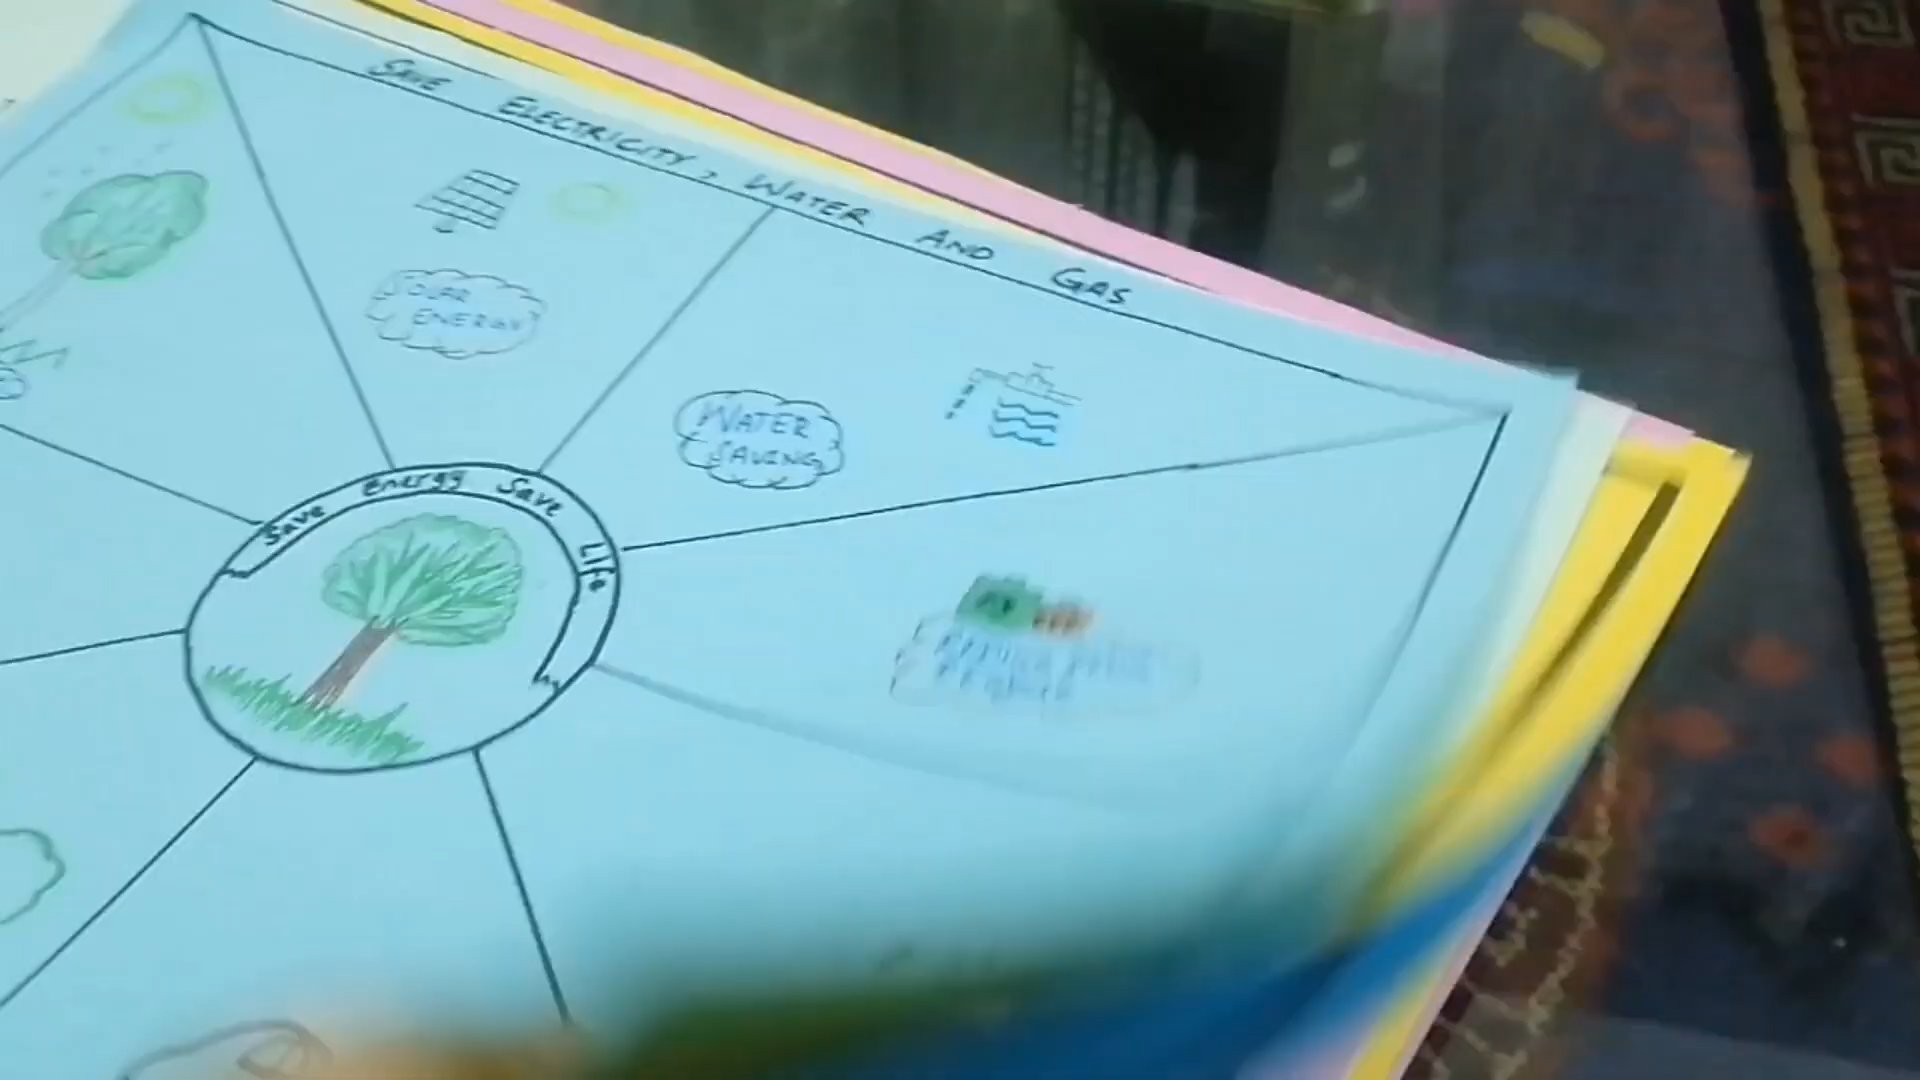 SAVE ELECTRICITY, WATER AND GAS
SOLAR
ENERGY
WATER
SAVING
Save Energy Save Life